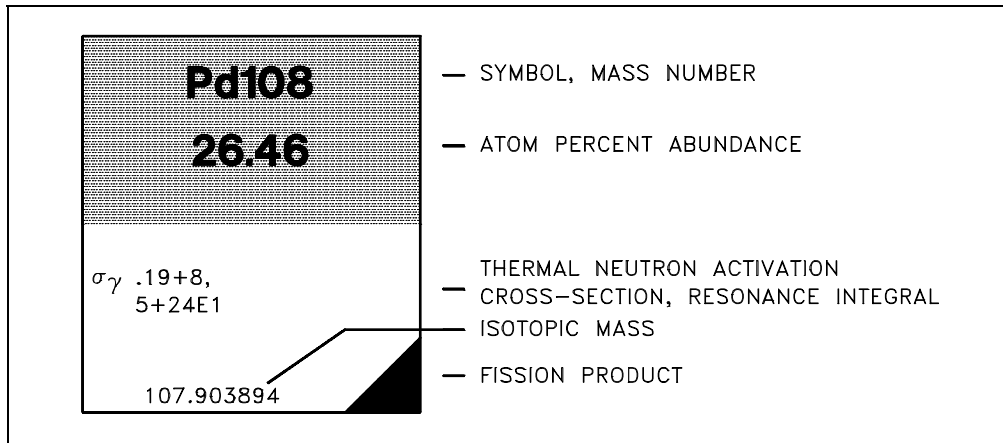 Pd108
26.46
σγ .19+8,
5+24E1
107.903894
SYMBOL, MASS NUMBER
ATOM PERCENT ABUNDANCE
THERMAL NEUTRON ACTIVATION
CROSS-SECTION, RESONANCE INTEGRAL
ISOTOPIC MASS
FISSION PRODUCT